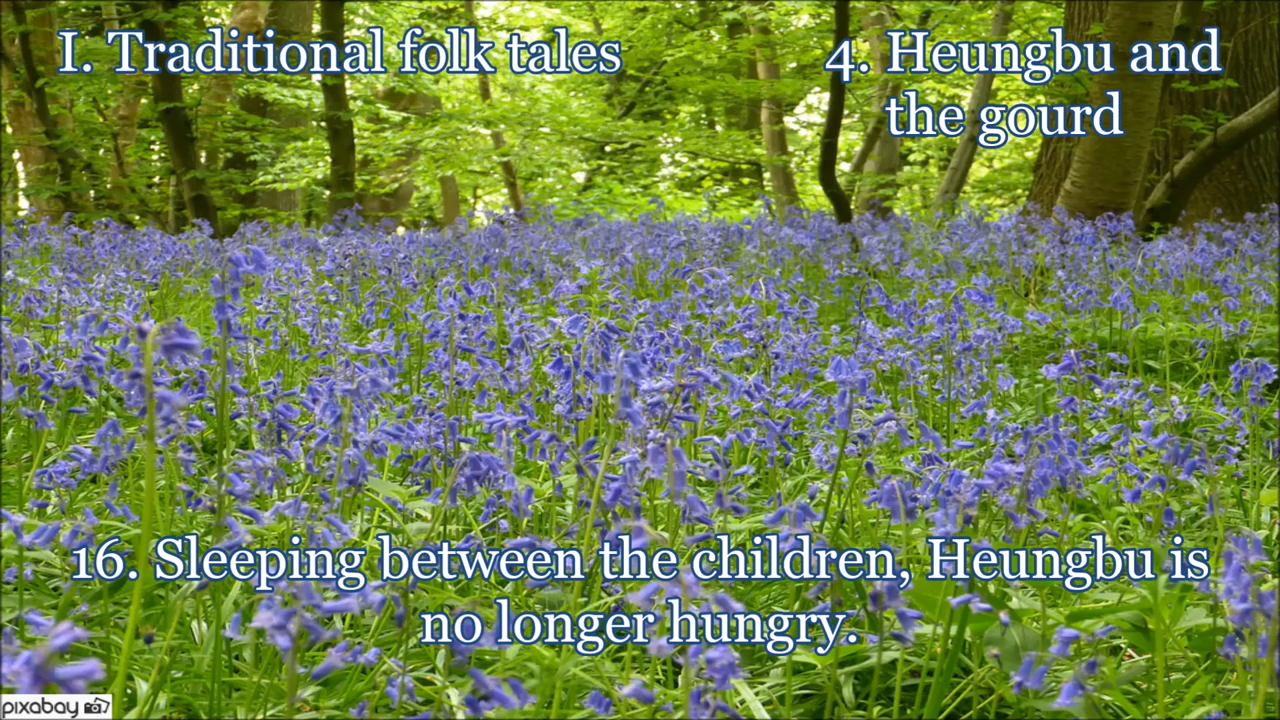 I. Traditional folk tales
4. Heungbu and
the gourd
16. Sleeping between the children, Heungbu is
no longer hungry.
pixabay